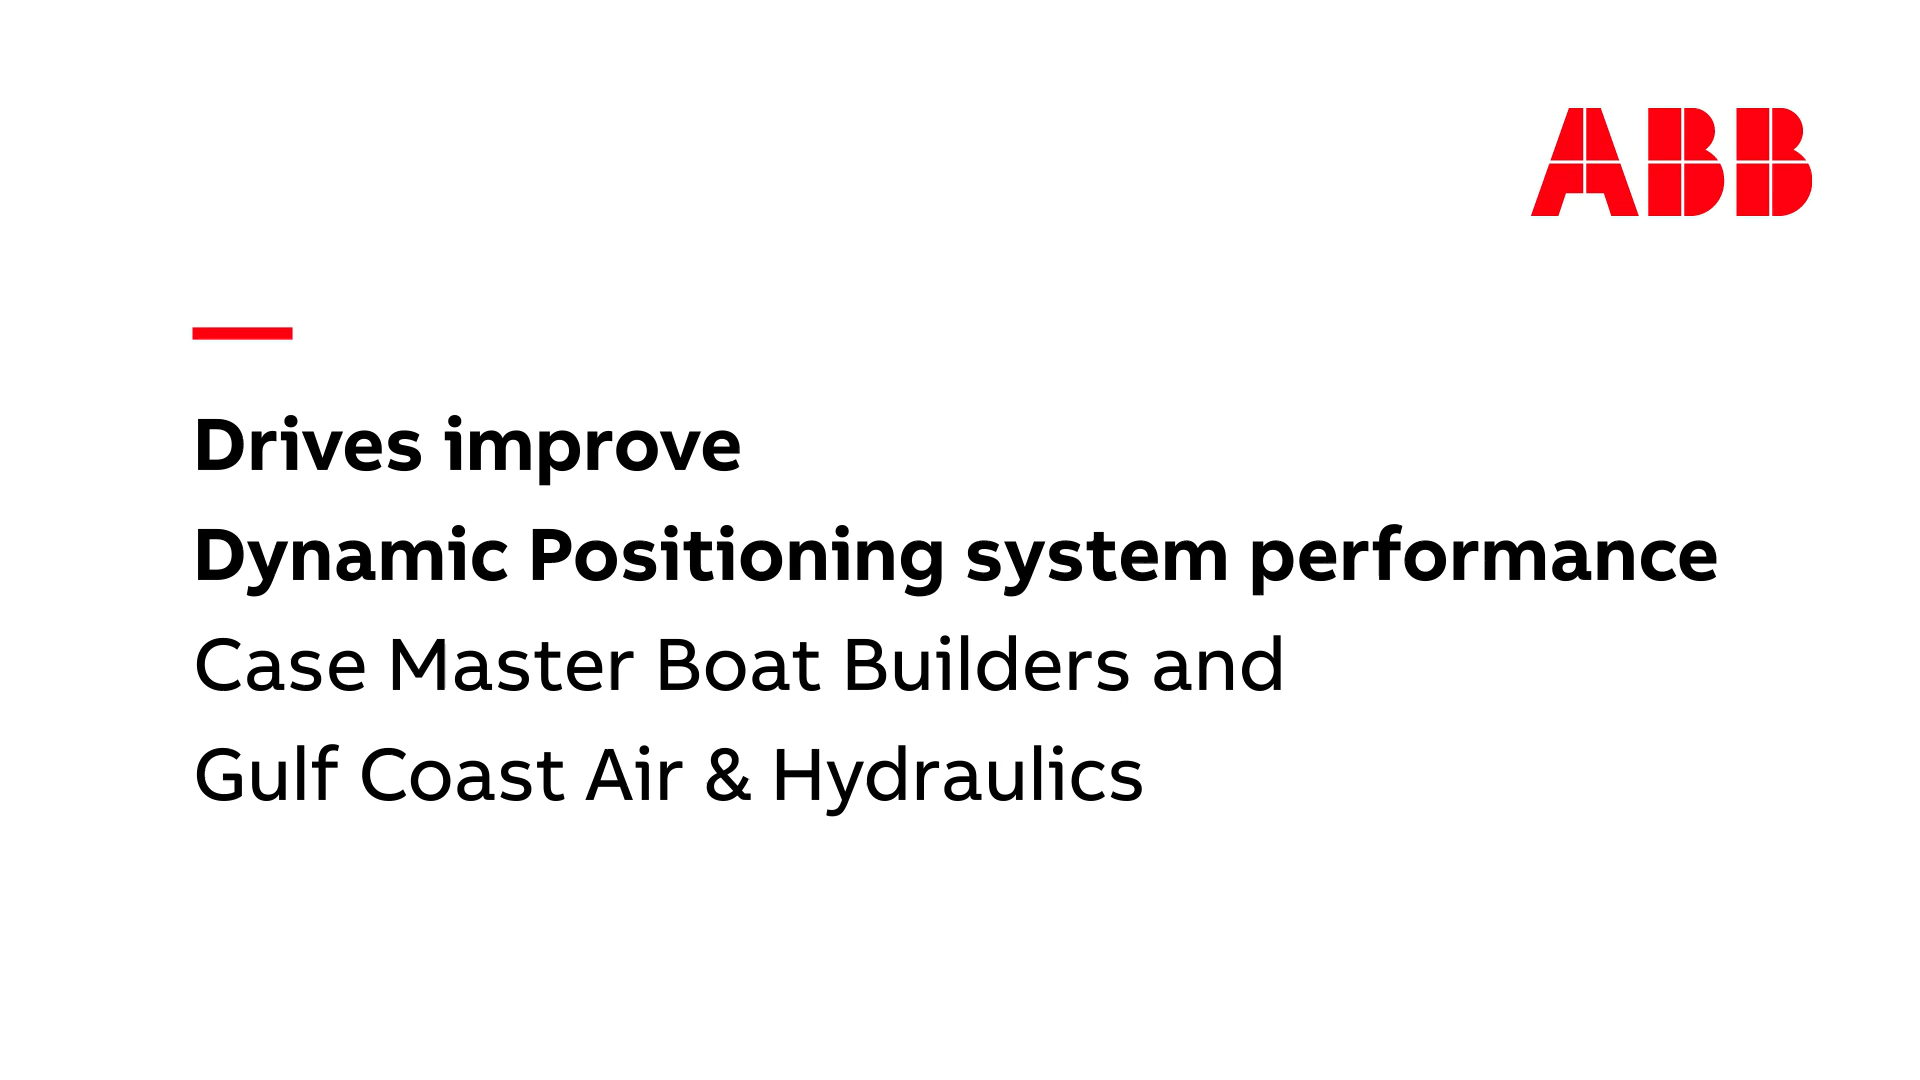 ABB
Drives improve
Dynamic Positioning system performance
Case Master Boat Builders and
Gulf Coast Air & Hydraulics